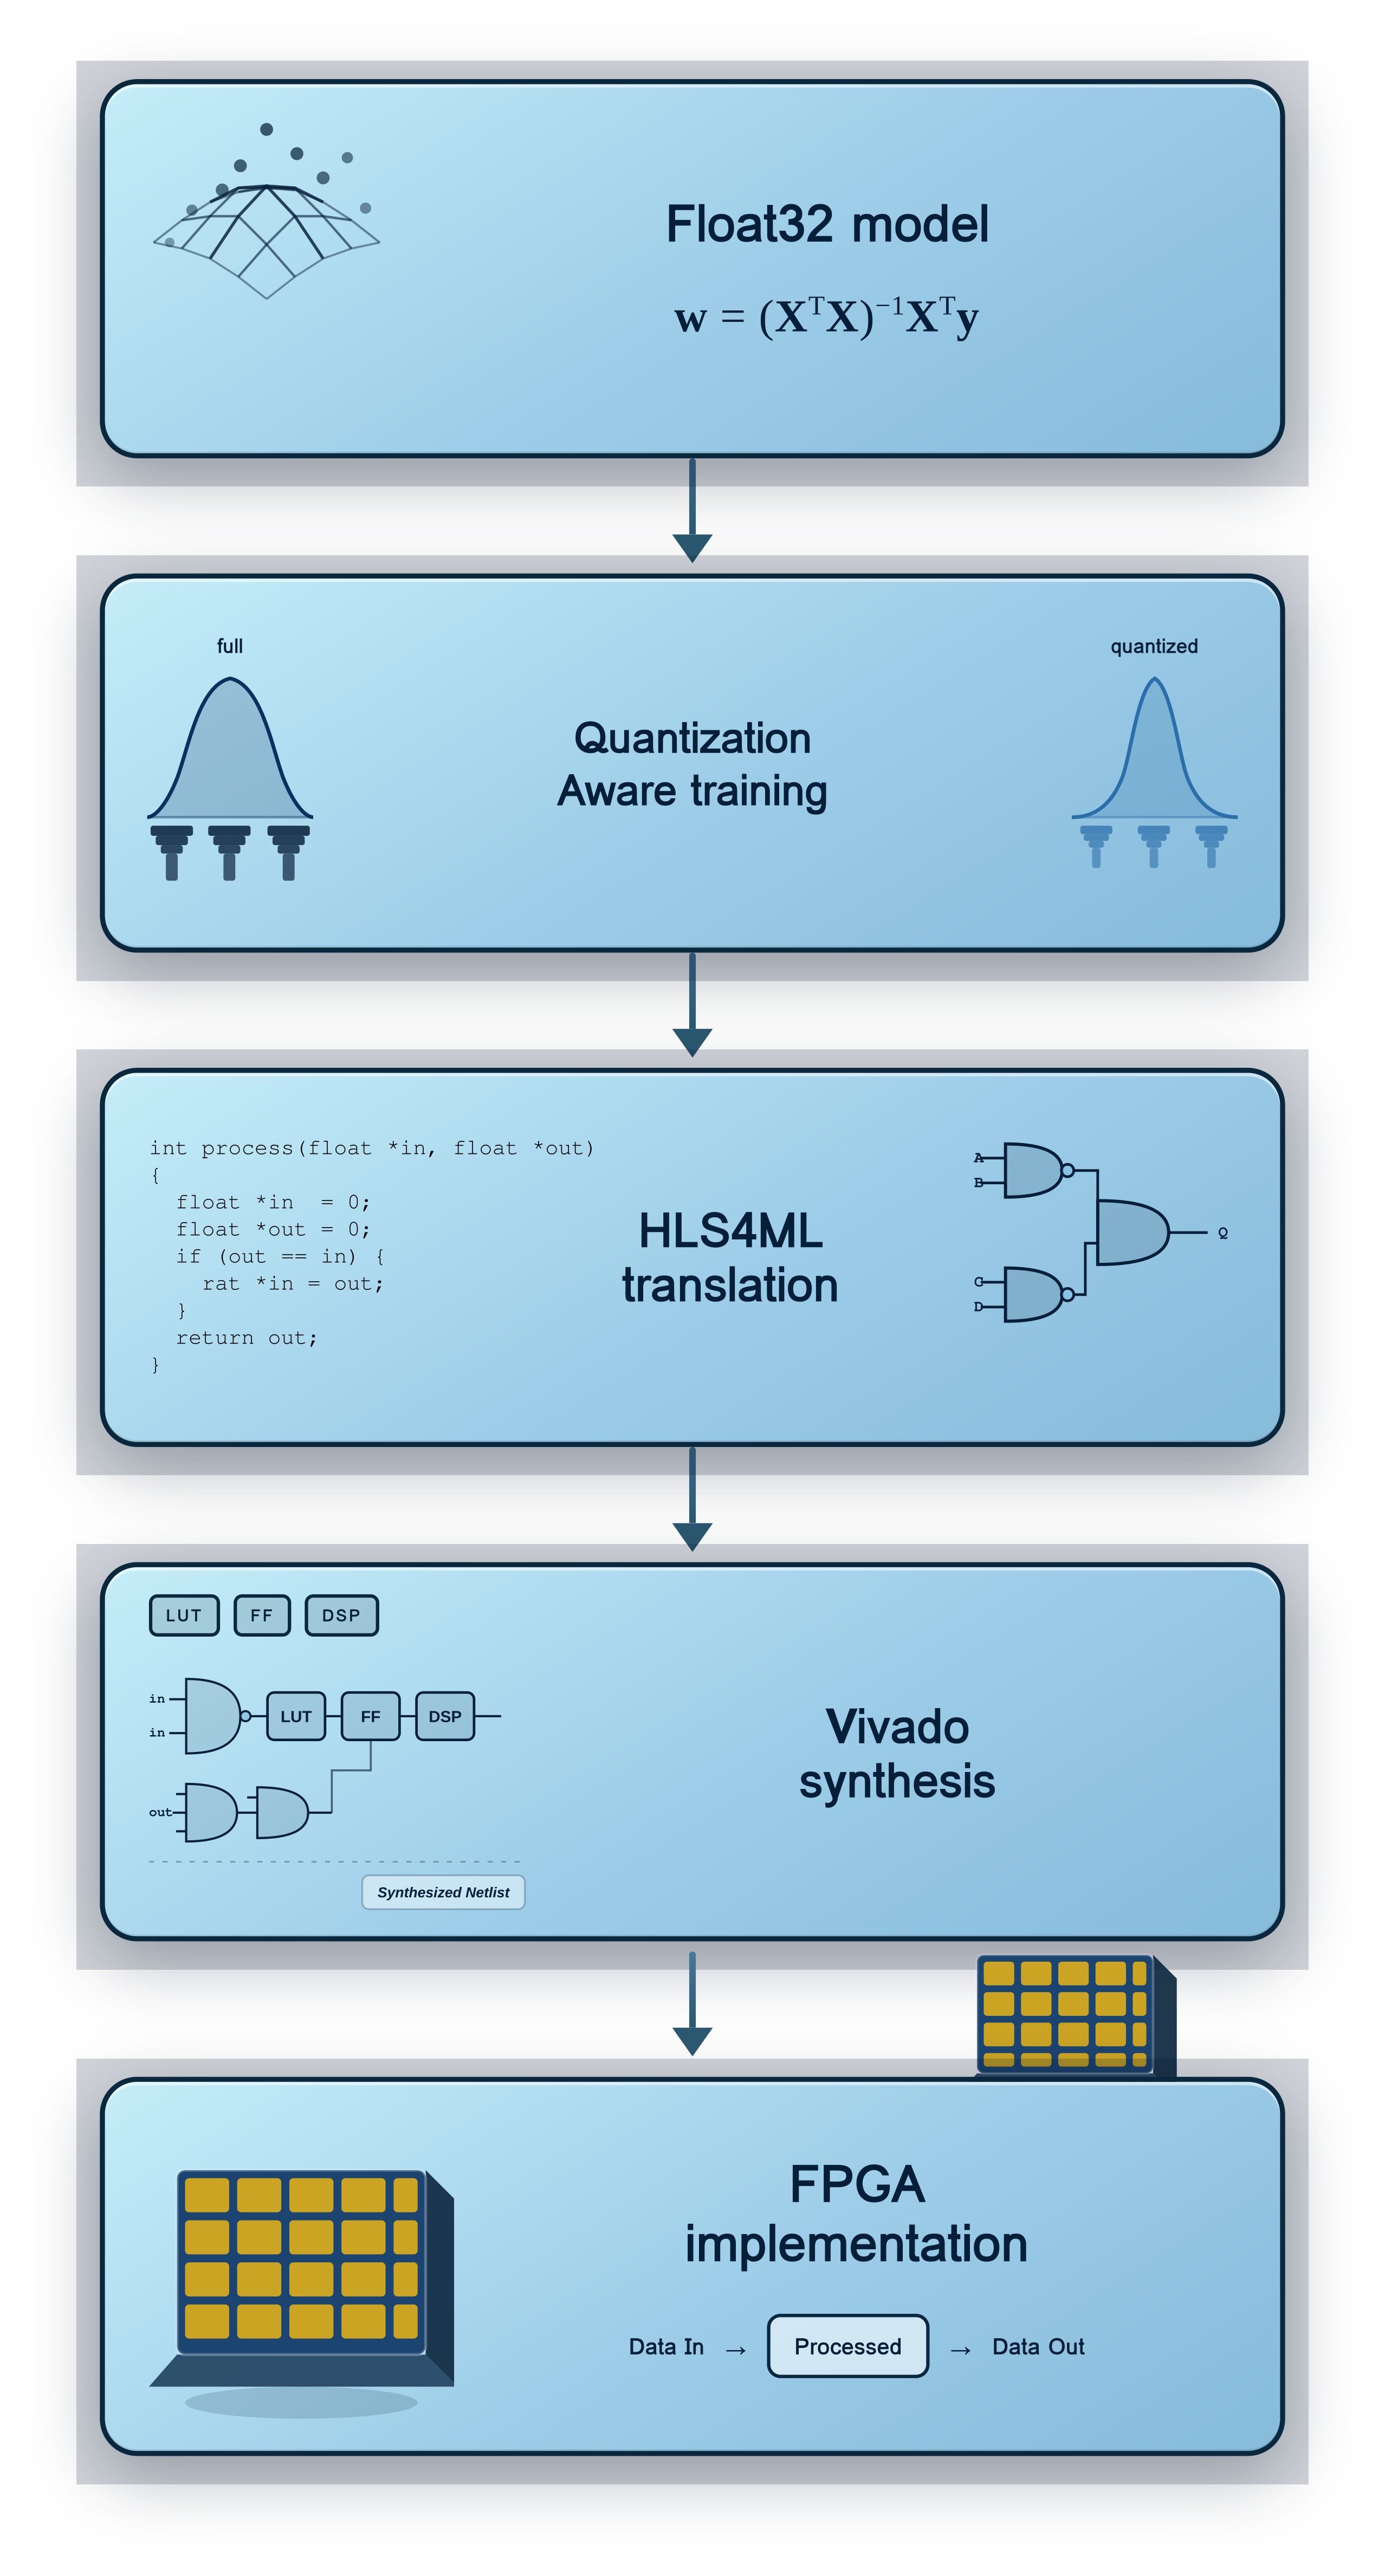 Float32 model
w = (XᵀX)⁻¹Xᵀy
full
quantized
Quantization
Aware training
int process(float *in, float *out)
{
  float *in  = 0;
  float *out = 0;
  if (out == in) {
    rat *in = out;
  }
  return out;
}
HLS4ML
translation
A
B
C
D
Q
LUT FF DSP
in
in
LUT FF DSP
out
Synthesized Netlist
Vivado
synthesis
FPGA
implementation
Data In → Processed → Data Out